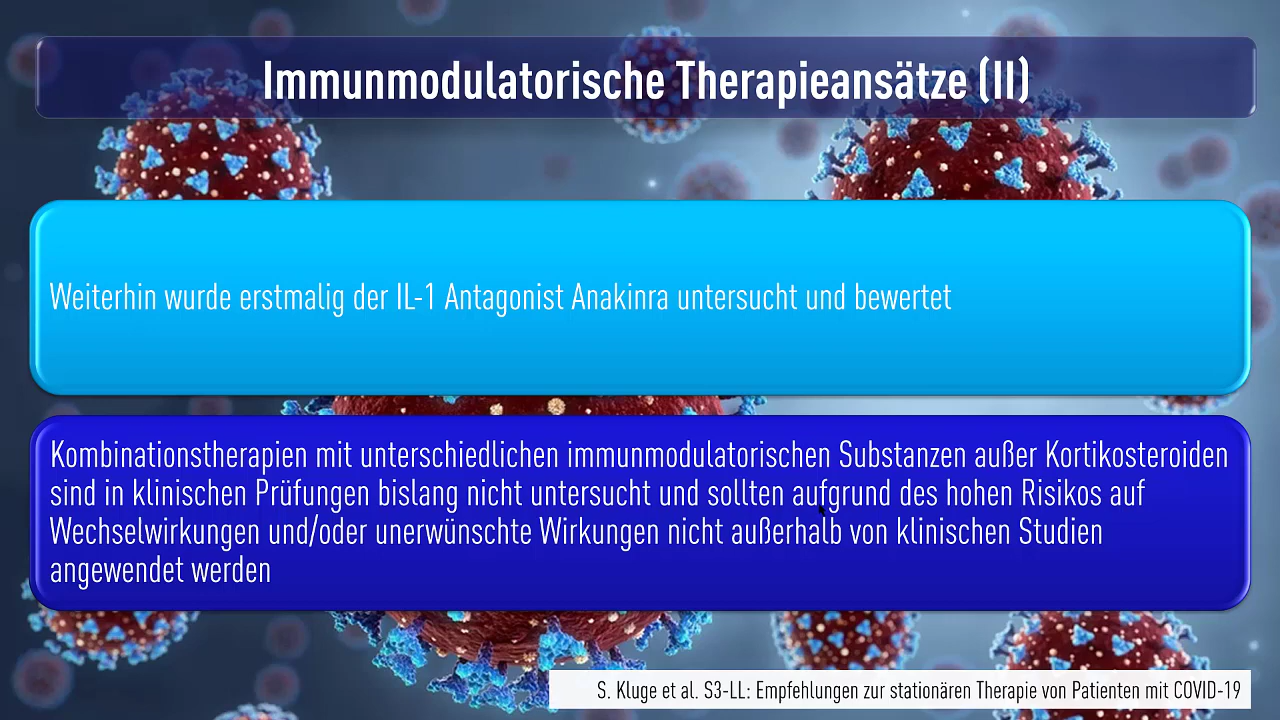 Immunmodulatorische Therapieansätze (II)
Weiterhin wurde erstmalig der IL-1 Antagonist Anakinra untersucht und bewertet
Kombinationstherapien mit unterschiedlichen immunmodulatorischen Substanzen außer Kortikosteroiden
sind in klinischen Prüfungen bislang nicht untersucht und sollten aufgrund des hohen Risikos auf
Wechselwirkungen und/oder unerwünschte Wirkungen nicht außerhalb von klinischen Studien
angewendet werden
S. Kluge et al. S3-LL: Empfehlungen zur stationären Therapie von Patienten mit COVID-19